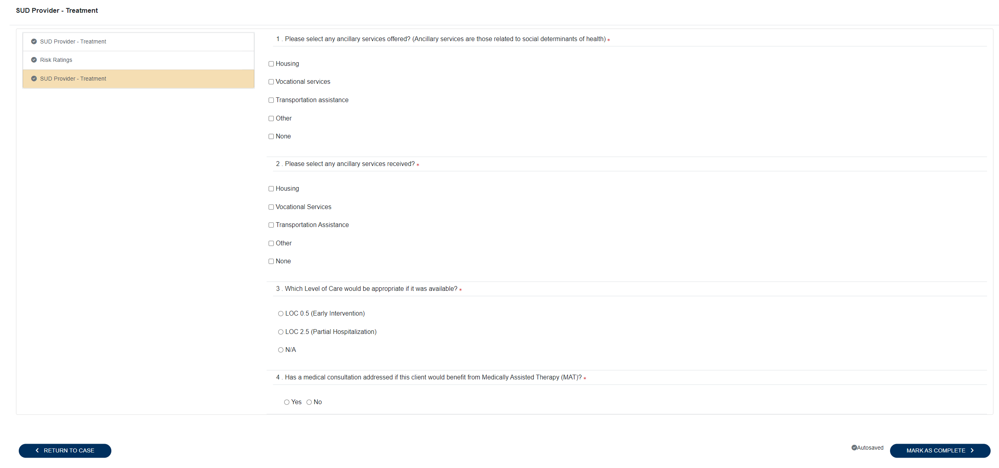 SUD Provider - Treatment
SUD Provider - Treatment
Risk Ratings
SUD Provider - Treatment
1 . Please select any ancillary services offered? (Ancillary services are those related to social determinants of health) *
Housing
Vocational services
Transportation assistance
Other
None
2 . Please select any ancillary services received? *
Housing
Vocational Services
Transportation Assistance
Other
None
3 . Which Level of Care would be appropriate if it was available? *
LOC 0.5 (Early Intervention)
LOC 2.5 (Partial Hospitalization)
N/A
4 . Has a medical consultation addressed if this client would benefit from Medically Assisted Therapy (MAT)? *
Yes No
RETURN TO CASE
Autosaved
MARK AS COMPLETE